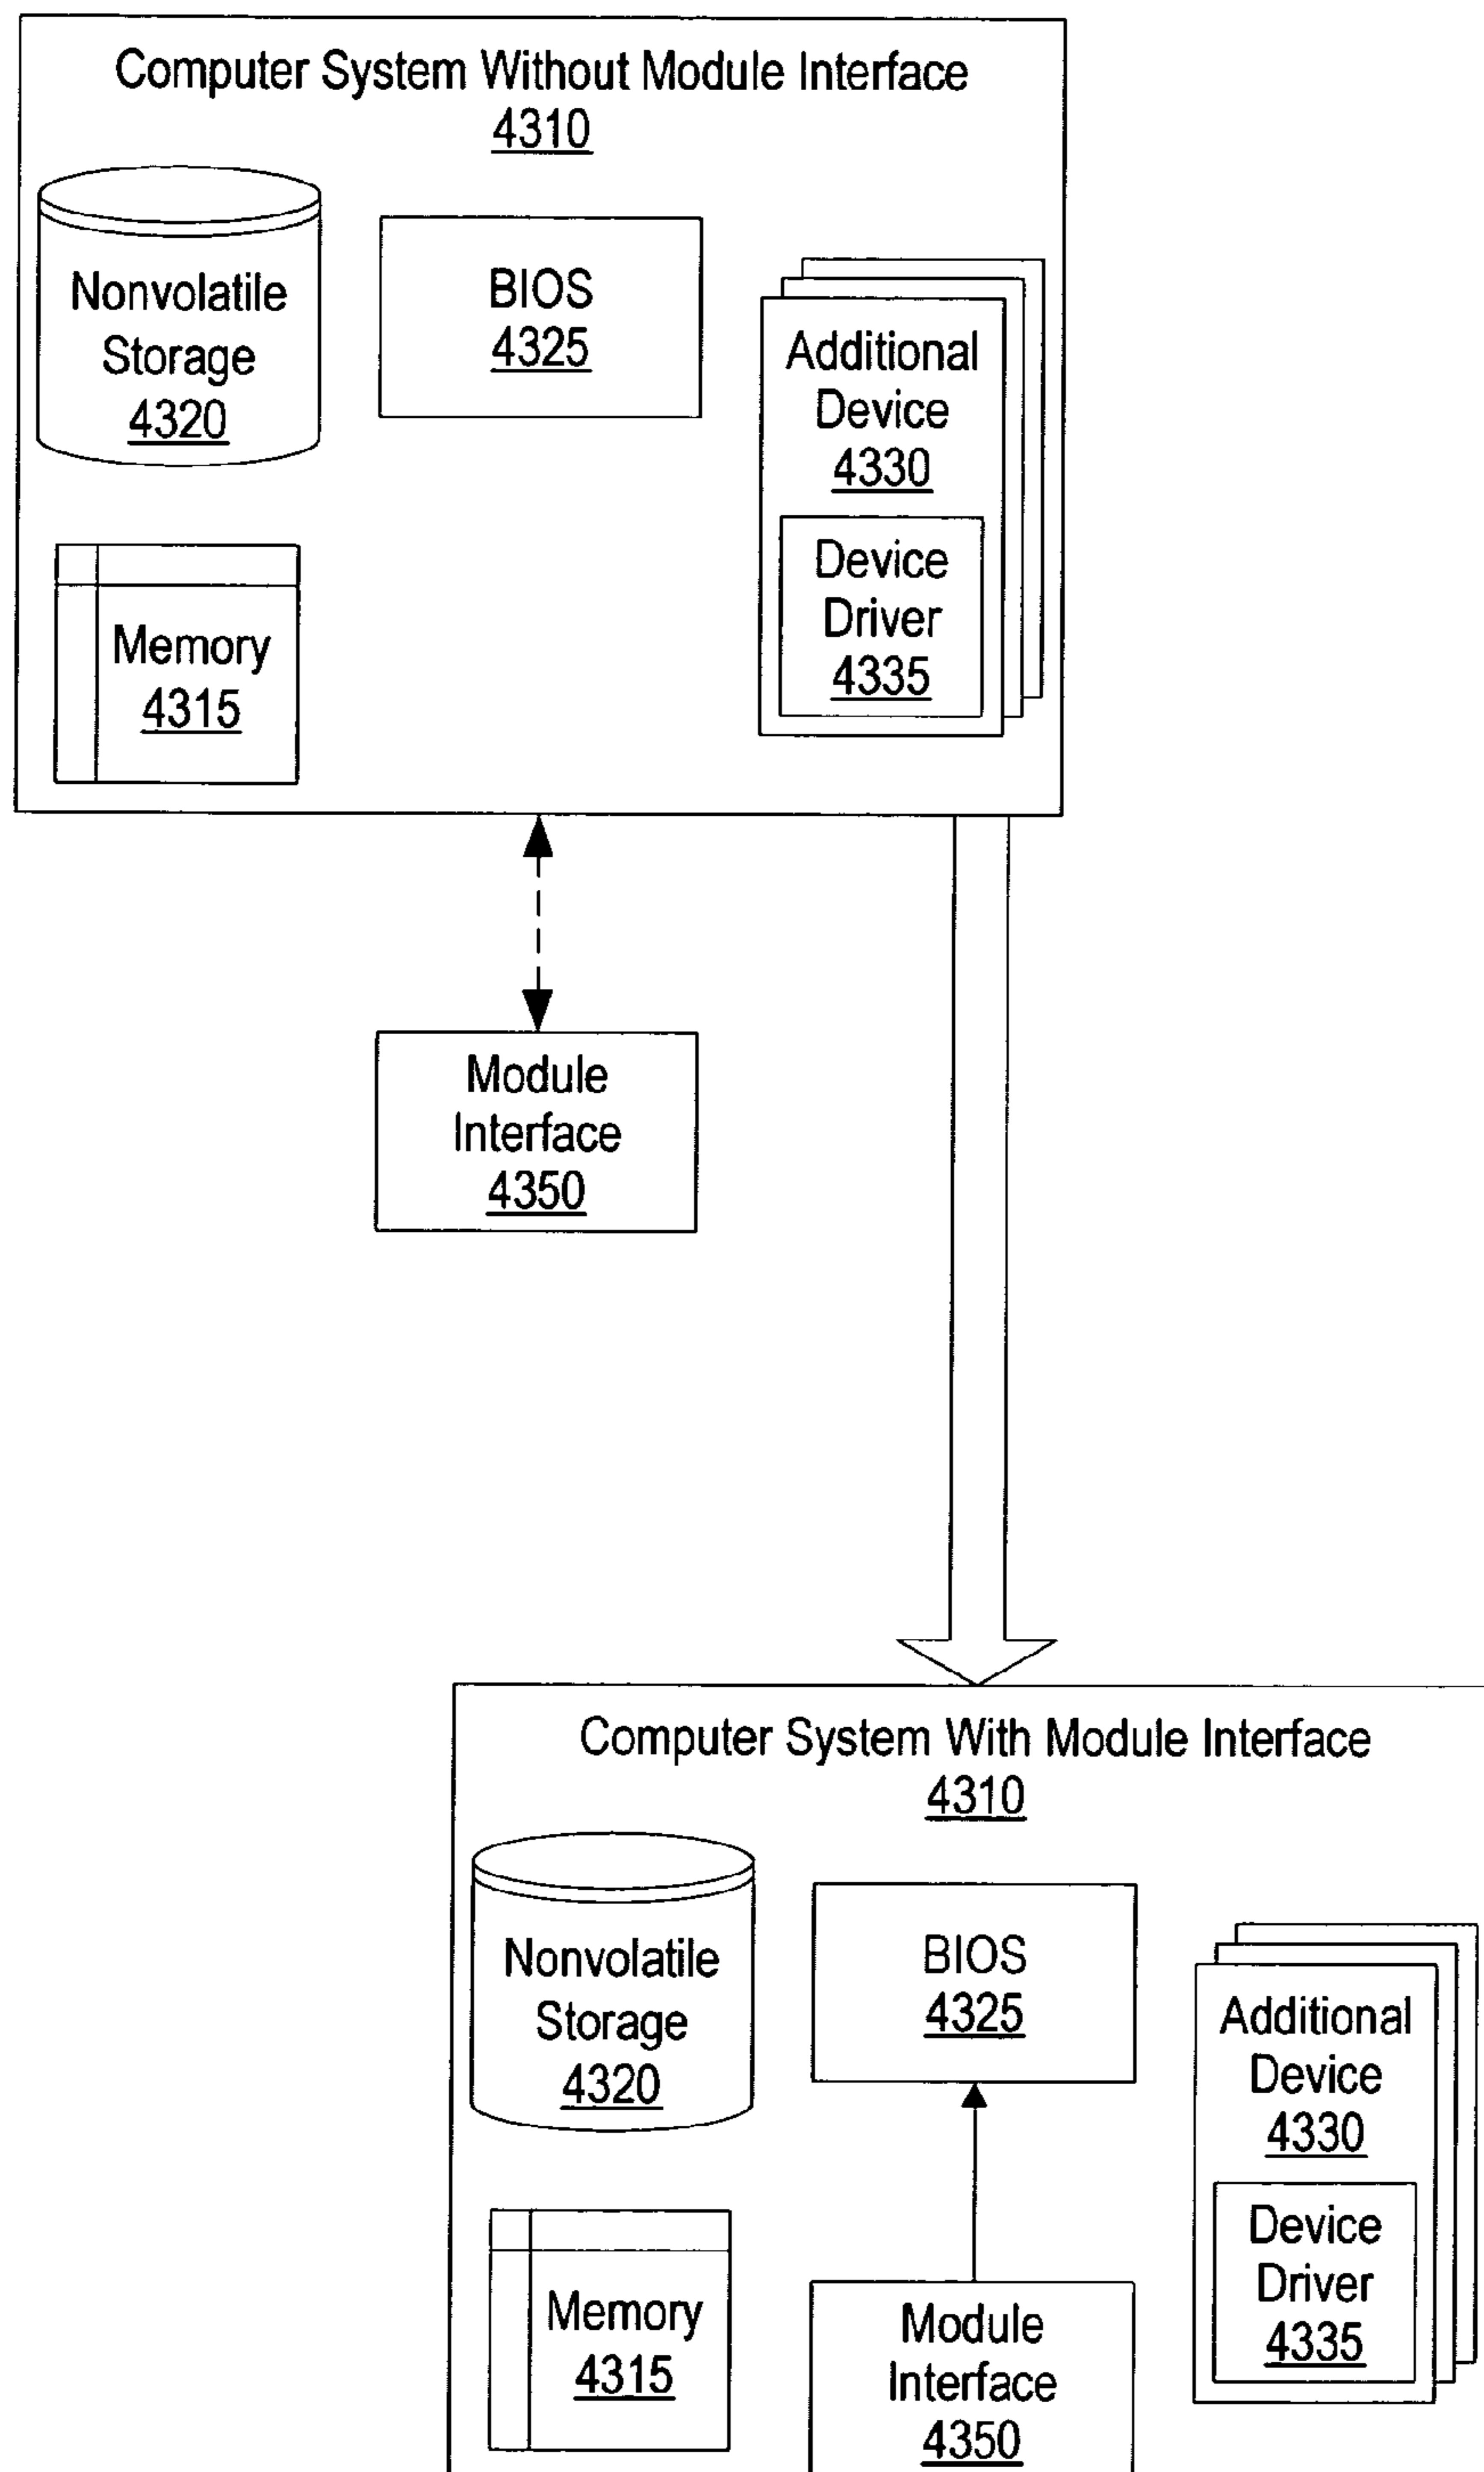 Computer System Without Module Interface
4310
Nonvolatile
Storage
4320
BIOS
4325
Additional
Device
4330
Device
Driver
4335
Memory
4315
Module
Interface
4350
Computer System With Module Interface
4310
Nonvolatile
Storage
4320
BIOS
4325
Additional
Device
4330
Device
Driver
4335
Memory
4315
Module
Interface
4350